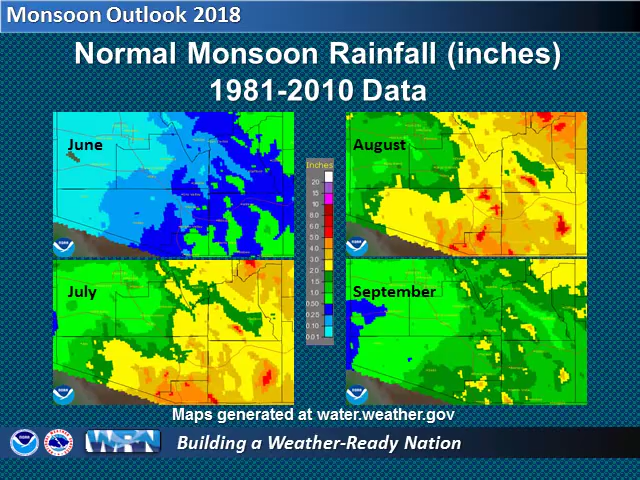 Monsoon Outlook 2018
Normal Monsoon Rainfall (inches)
1981-2010 Data
June
August
Inches
20
15
10
8.0
6.0
5.0
4.0
3.0
2.0
1.5
1.0
0.50
0.25
0.10
0.01
July
September
Maps generated at water.weather.gov
Building a Weather-Ready Nation